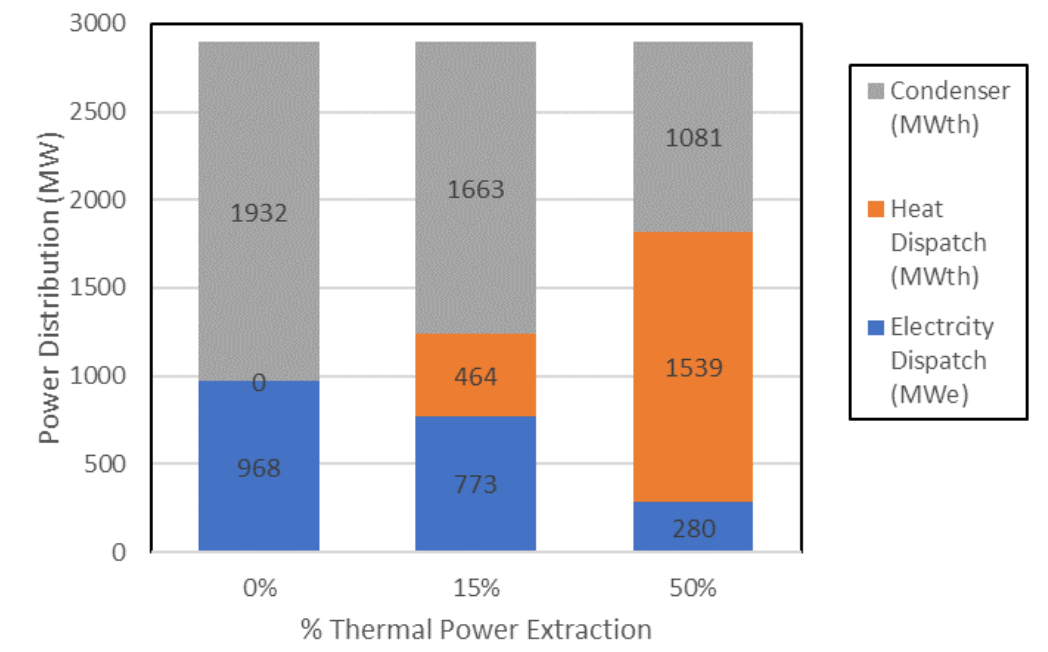 3000
2500
2000
1500
1000
500
0
Power Distribution (MW)
1932
0
968
1663
464
773
1081
1539
280
0%
15%
50%
% Thermal Power Extraction
Condenser
(MWth)
Heat
Dispatch
(MWth)
Electrcity
Dispatch
(MWe)